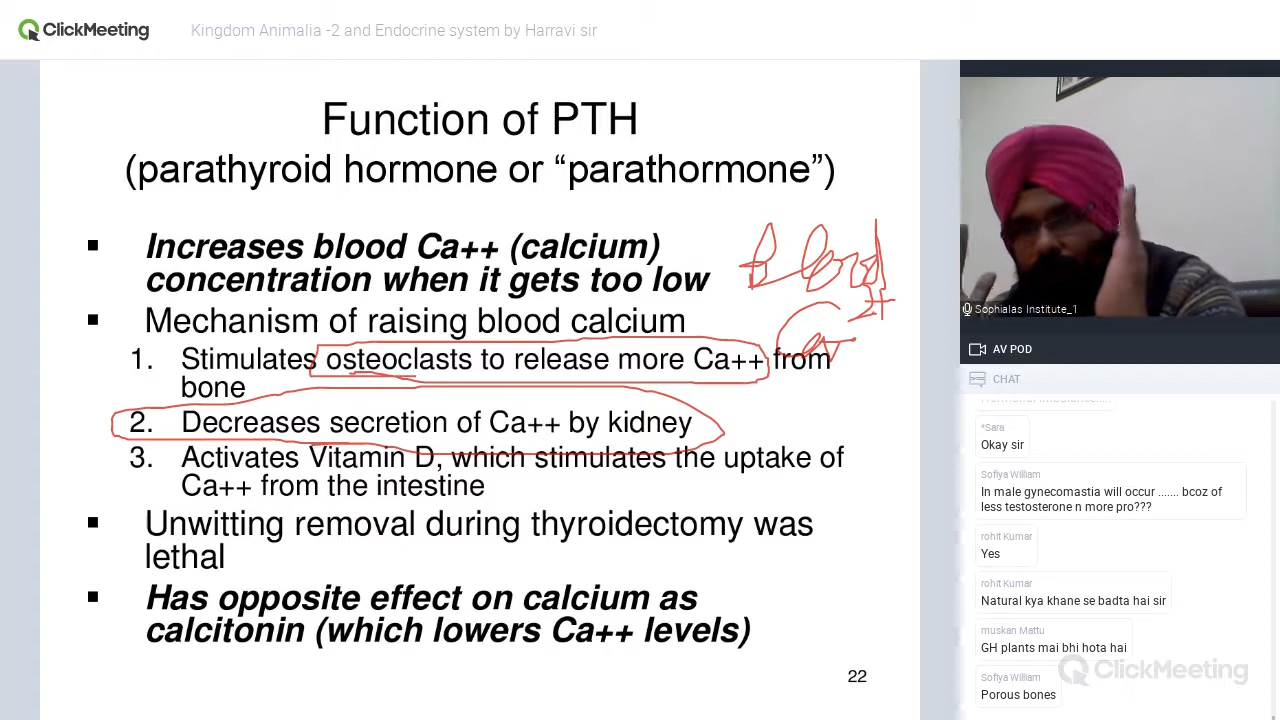 ClickMeeting
Kingdom Animalia -2 and Endocrine system by Harravi sir
Function of PTH
(parathyroid hormone or “parathormone”)
▪ Increases blood Ca++ (calcium)
concentration when it gets too low
▪ Mechanism of raising blood calcium
1. Stimulates osteoclasts to release more Ca++ from
bone
2. Decreases secretion of Ca++ by kidney
3. Activates Vitamin D, which stimulates the uptake of
Ca++ from the intestine
▪ Unwitting removal during thyroidectomy was
lethal
▪ Has opposite effect on calcium as
calcitonin (which lowers Ca++ levels)
22
Blood
Ca 2+
Sophialas Institute_1
AV POD
CHAT
*Sara
Okay sir
Sofiya William
In male gynecomastia will occur ....... bcoz of
less testosterone n more pro???
rohit Kumar
Yes
rohit Kumar
Natural kya khane se badta hai sir
muskan Mattu
GH plants mai bhi hota hai
Sofiya William
Porous bones
ClickMeeting